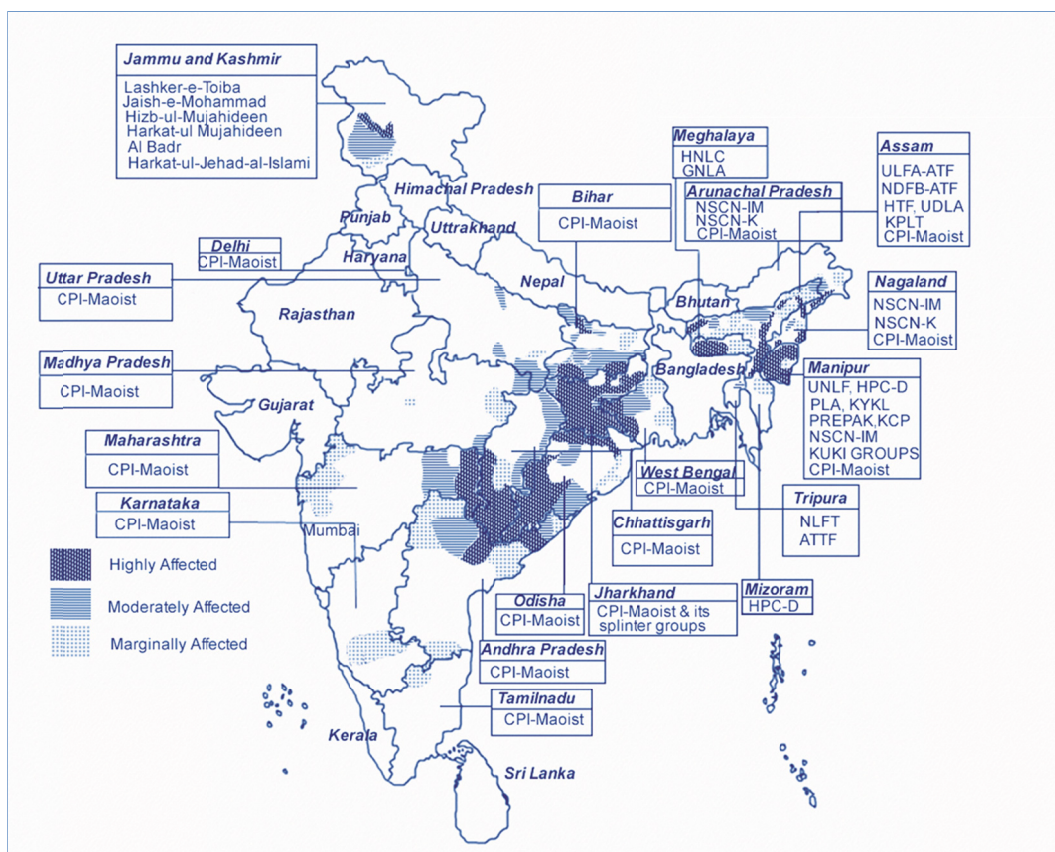 Jammu and Kashmir
Lashker-e-Toiba
Jaish-e-Mohammad
Hizb-ul-Mujahideen
Harkat-ul Mujahideen
Al Badr
Harkat-ul-Jehad-al-Islami
Himachal Pradesh
Punjab
Uttrakhand
Haryana
Delhi
CPI-Maoist
Uttar Pradesh
CPI-Maoist
Rajasthan
Nepal
Bihar
CPI-Maoist
Meghalaya
HNLC
GNLA
Arunachal Pradesh
NSCN-IM
NSCN-K
CPI-Maoist
Assam
ULFA-ATF
NDFB-ATF
HTF, UDLA
KPLT
CPI-Maoist
Bhutan
Nagaland
NSCN-IM
NSCN-K
CPI-Maoist
Bangladesh
Manipur
UNLF, HPC-D
PLA, KYKL
PREPAK,KCP
NSCN-IM
KUKI GROUPS
CPI-Maoist
Madhya Pradesh
CPI-Maoist
Gujarat
Maharashtra
CPI-Maoist
Karnataka
CPI-Maoist
Mumbai
West Bengal
CPI-Maoist
Tripura
NLFT
ATTF
Chhattisgarh
CPI-Maoist
Mizoram
HPC-D
Jharkhand
CPI-Maoist & its
splinter groups
Odisha
CPI-Maoist
Andhra Pradesh
CPI-Maoist
Tamilnadu
CPI-Maoist
Kerala
Sri Lanka
Highly Affected
Moderately Affected
Marginally Affected